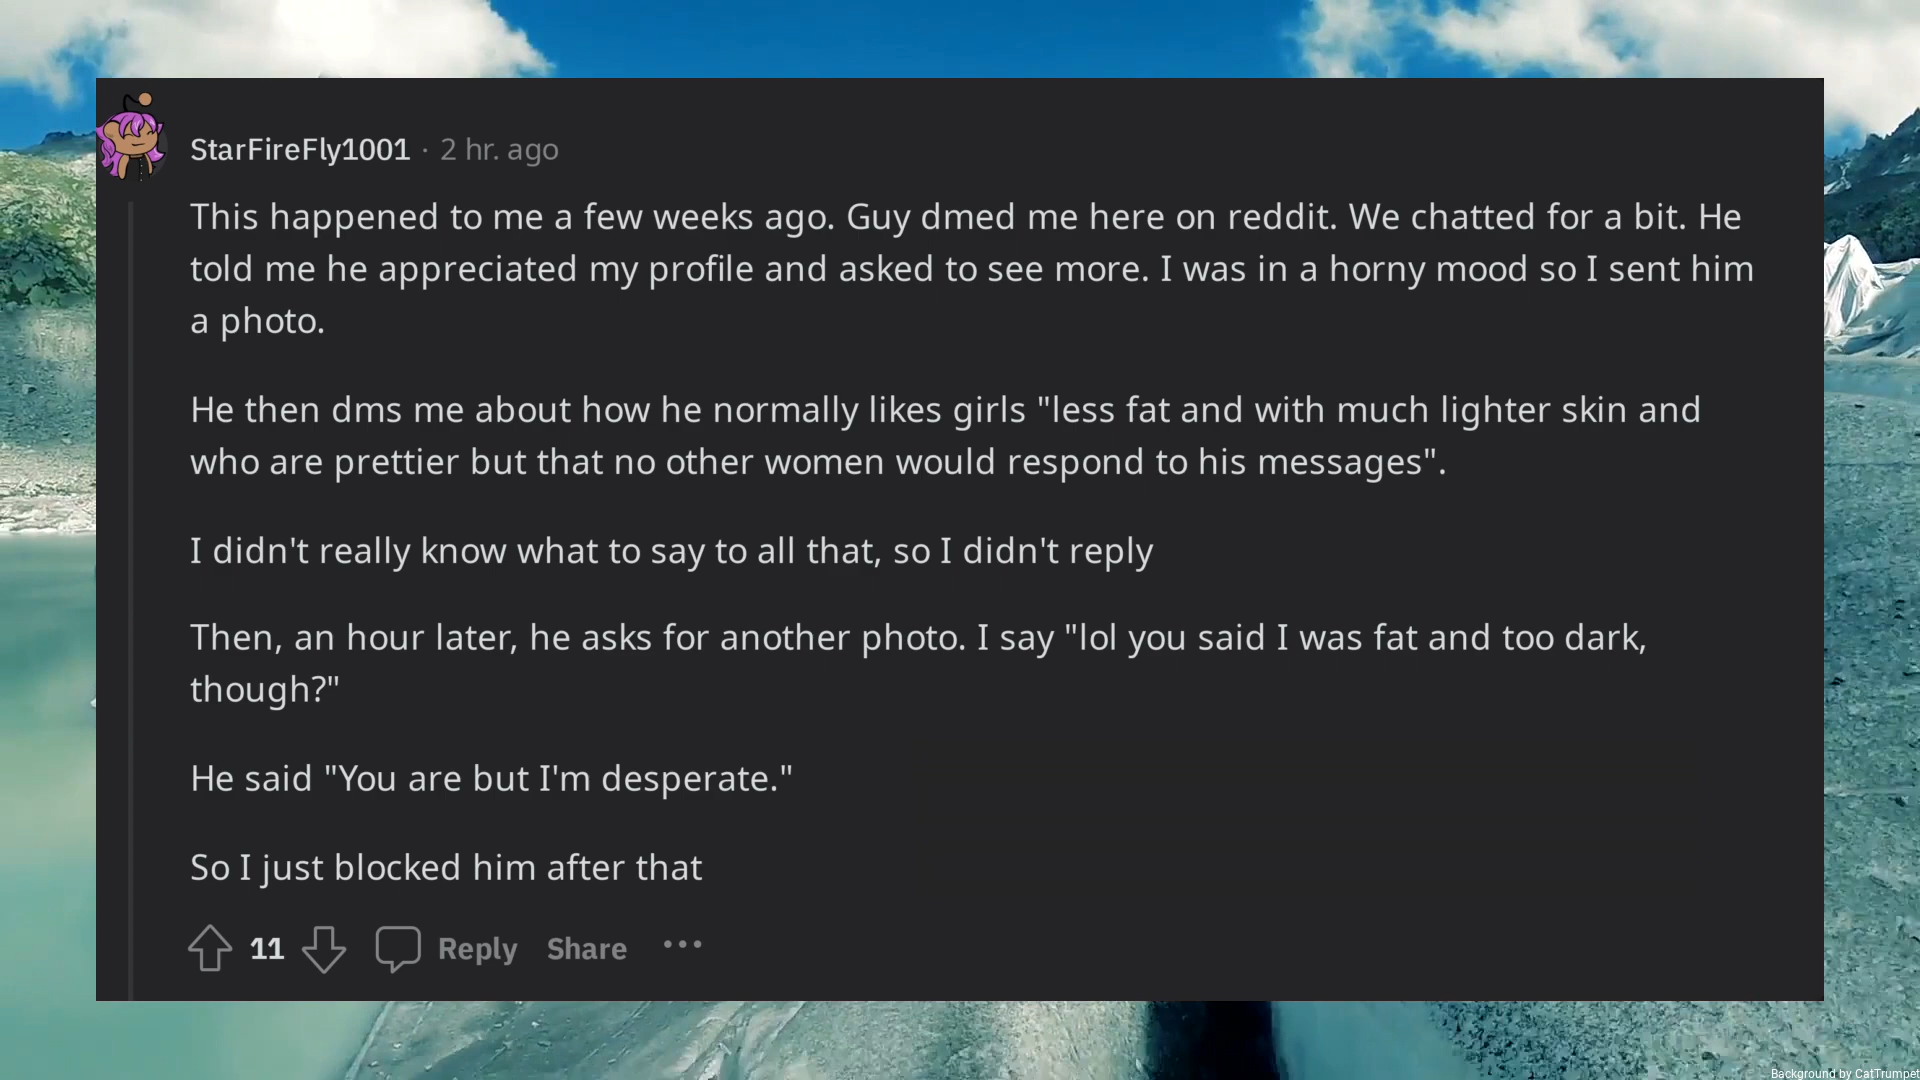 StarFireFly1001 · 2 hr. ago
This happened to me a few weeks ago. Guy dmed me here on reddit. We chatted for a bit. He
told me he appreciated my profile and asked to see more. I was in a horny mood so I sent him
a photo.
He then dms me about how he normally likes girls "less fat and with much lighter skin and
who are prettier but that no other women would respond to his messages".
I didn't really know what to say to all that, so I didn't reply
Then, an hour later, he asks for another photo. I say "lol you said I was fat and too dark,
though?"
He said "You are but I'm desperate."
So I just blocked him after that
11 Reply Share ···
Background by CatTrumpet